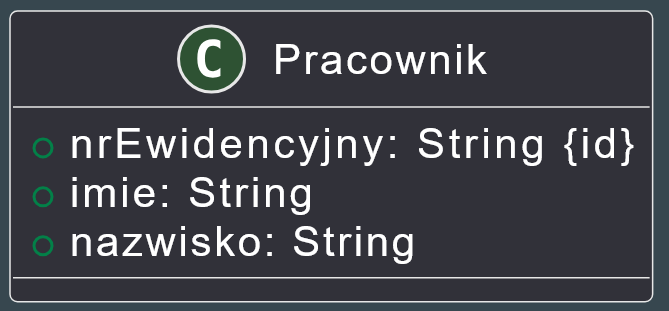 C Pracownik
nrEwidencyjny: String {id}
imie: String
nazwisko: String